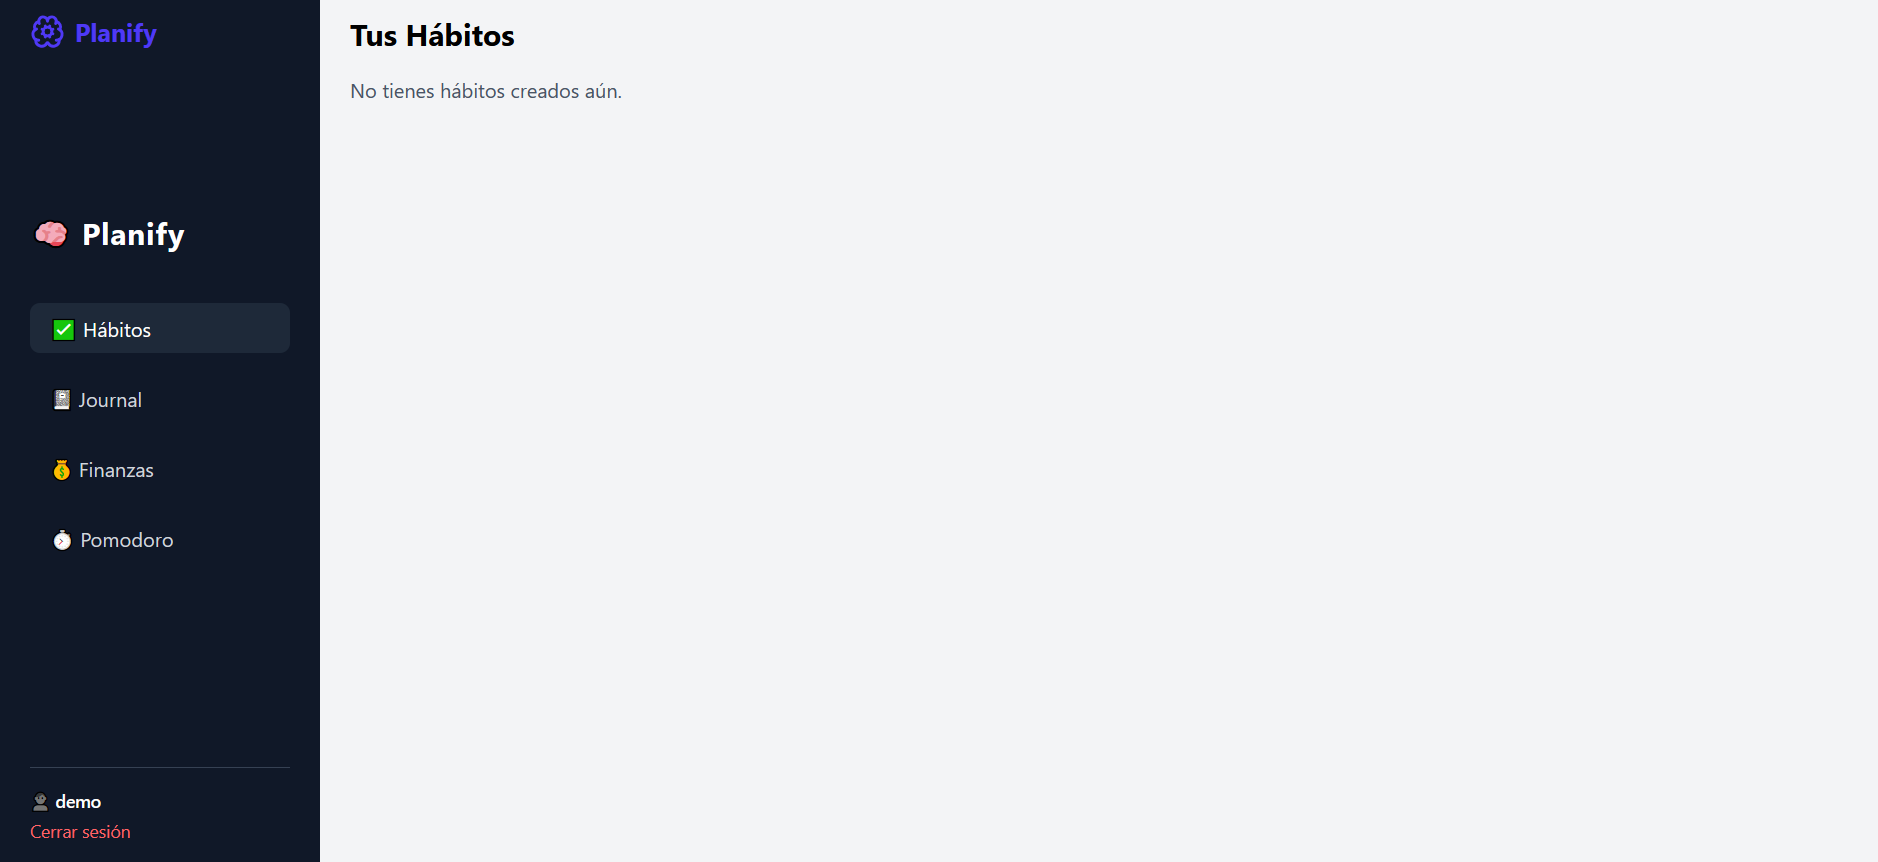 Planify
Planify
Hábitos
Journal
Finanzas
Pomodoro
demo
Cerrar sesión
Tus Hábitos
No tienes hábitos creados aún.